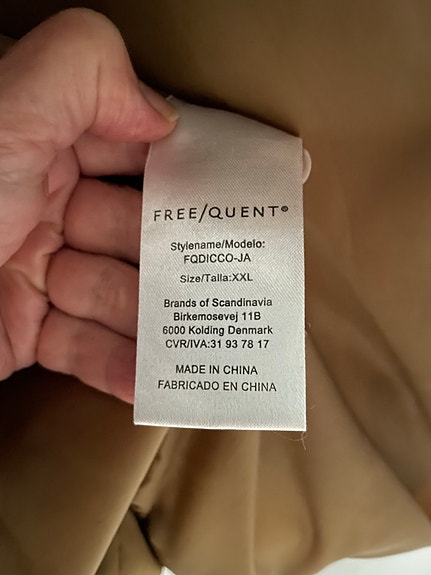 FREE/QUENT®
Stylename/Modelo:
FQDICCO-JA
Size/Talla:XXL
Brands of Scandinavia
Birkemosevej 11B
6000 Kolding Denmark
CVR/IVA:31 93 78 17
MADE IN CHINA
FABRICADO EN CHINA